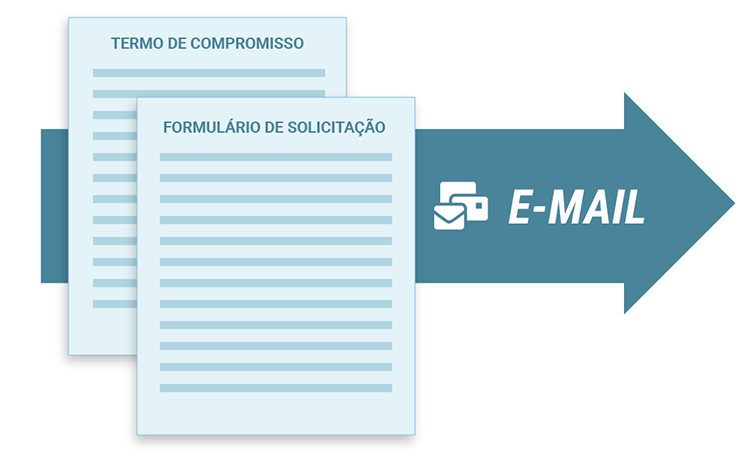 TERMO DE COMPROMISSO
FORMULÁRIO DE SOLICITAÇÃO
E-MAIL